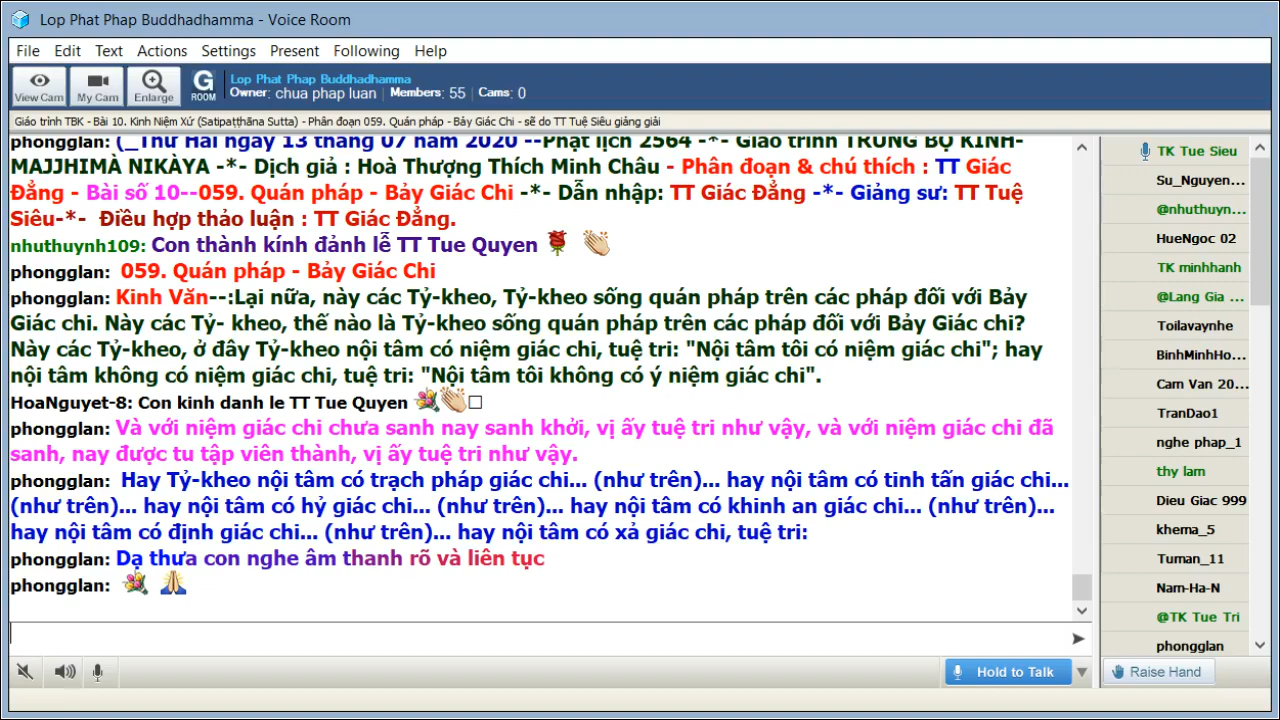 Lop Phat Phap Buddhadhamma - Voice Room
File Edit Text Actions Settings Present Following Help
View Cam My Cam Enlarge G ROOM
Lop Phat Phap Buddhadhamma
Owner: chua phap luan Members: 55 Cams: 0
Giáo trình TBK - Bài 10. Kinh Niệm Xứ (Satipaṭṭhāna Sutta) - Phân đoạn 059. Quán pháp - Bảy Giác Chi - sẽ do TT Tuệ Siêu giảng giải
phongglan: (_Thứ Hai ngày 13 tháng 07 năm 2020 --Phật lịch 2564 -*- Giáo trình TRUNG BỘ KINH-
MAJJHIMÀ NIKÀYA -*- Dịch giả : Hoà Thượng Thích Minh Châu - Phân đoạn & chú thích : TT Giác
Đẳng - Bài số 10--059. Quán pháp - Bảy Giác Chi -*- Dẫn nhập: TT Giác Đẳng -*- Giảng sư: TT Tuệ
Siêu-*- Điều hợp thảo luận : TT Giác Đẳng.
nhuthuynh109: Con thành kính đảnh lễ TT Tue Quyen
phongglan: 059. Quán pháp - Bảy Giác Chi
phongglan: Kinh Văn--:Lại nữa, này các Tỷ-kheo, Tỷ-kheo sống quán pháp trên các pháp đối với Bảy
Giác chi. Này các Tỷ- kheo, thế nào là Tỷ-kheo sống quán pháp trên các pháp đối với Bảy Giác chi?
Này các Tỷ-kheo, ở đây Tỷ-kheo nội tâm có niệm giác chi, tuệ tri: "Nội tâm tôi có niệm giác chi"; hay
nội tâm không có niệm giác chi, tuệ tri: "Nội tâm tôi không có ý niệm giác chi".
HoaNguyet-8: Con kinh danh le TT Tue Quyen
phongglan: Và với niệm giác chi chưa sanh nay sanh khởi, vị ấy tuệ tri như vậy, và với niệm giác chi đã
sanh, nay được tu tập viên thành, vị ấy tuệ tri như vậy.
phongglan: Hay Tỷ-kheo nội tâm có trạch pháp giác chi... (như trên)... hay nội tâm có tinh tấn giác chi...
(như trên)... hay nội tâm có hỷ giác chi... (như trên)... hay nội tâm có khinh an giác chi... (như trên)...
hay nội tâm có định giác chi... (như trên)... hay nội tâm có xả giác chi, tuệ tri:
phongglan: Dạ thưa con nghe âm thanh rõ và liên tục
phongglan:
TK Tue Sieu
Su_Nguyen...
@nhuthuyn...
HueNgoc 02
TK minhhanh
@Lang Gia ...
Toilavaynhe
BinhMinhHo...
Cam Van 20...
TranDao1
nghe phap_1
thy lam
Dieu Giac 999
khema_5
Tuman_11
Nam-Ha-N
@TK Tue Tri
phongglan
Hold to Talk
Raise Hand